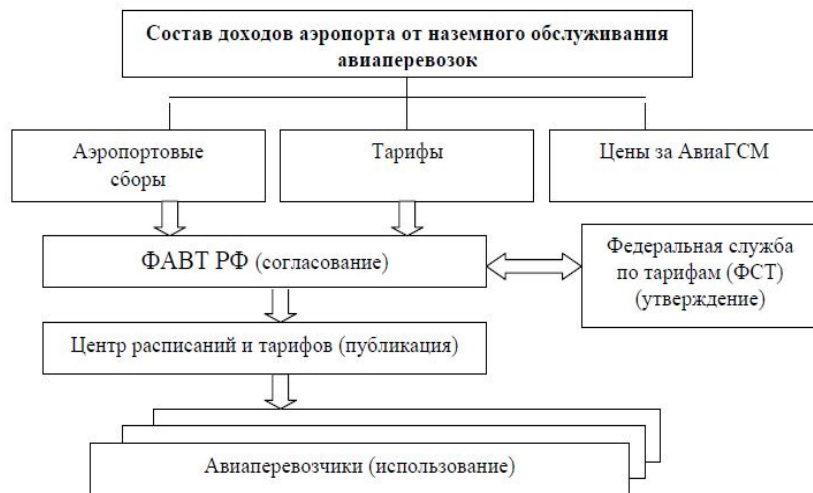 Состав доходов аэропорта от наземного обслуживания
авиаперевозок
Аэропортовые
сборы
Тарифы
Цены за АвиаГСМ
ФАВТ РФ (согласование)
Федеральная служба
по тарифам (ФСТ)
(утверждение)
Центр расписаний и тарифов (публикация)
Авиаперевозчики (использование)